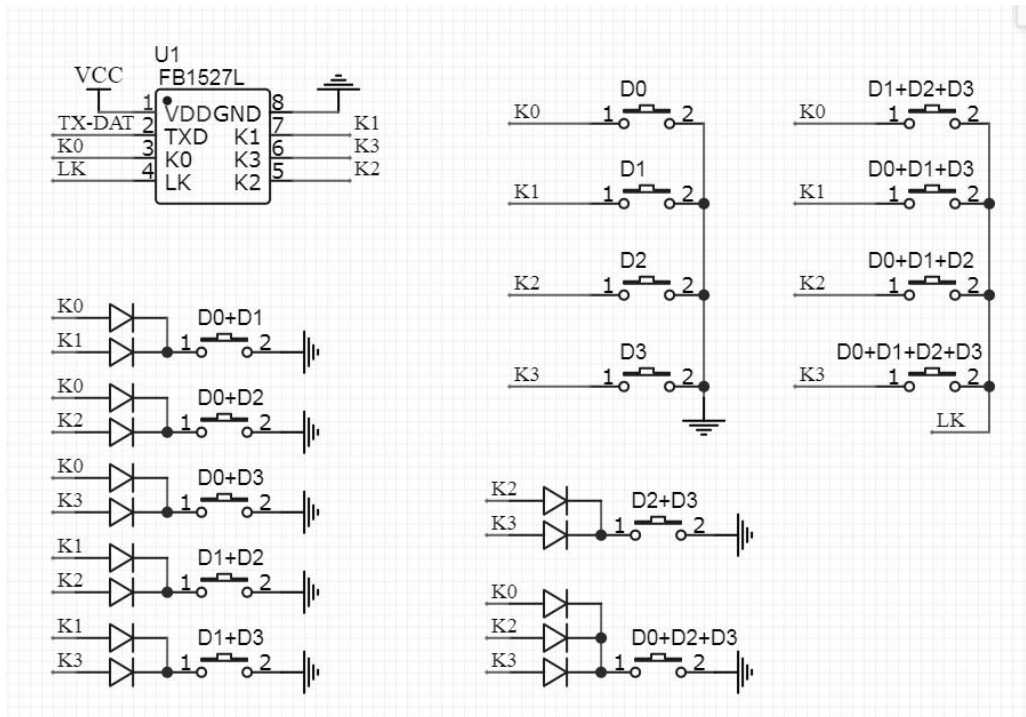 U1
FB1527L
VCC
1 VDD GND 8
TX-DAT 2 TXD K1 7 K1
K0 3 K0 K3 6 K3
LK 4 LK K2 5 K2
D0
K0 1 2
D1
K1 1 2
D2
K2 1 2
D3
K3 1 2
D1+D2+D3
K0 1 2
D0+D1+D3
K1 1 2
D0+D1+D2
K2 1 2
D0+D1+D2+D3
K3 1 2
LK
K0
D0+D1
K1 1 2
K0
D0+D2
K2 1 2
K0
D0+D3
K3 1 2
K1
D1+D2
K2 1 2
K1
D1+D3
K3 1 2
K2
D2+D3
K3 1 2
K0
K2
D0+D2+D3
K3 1 2